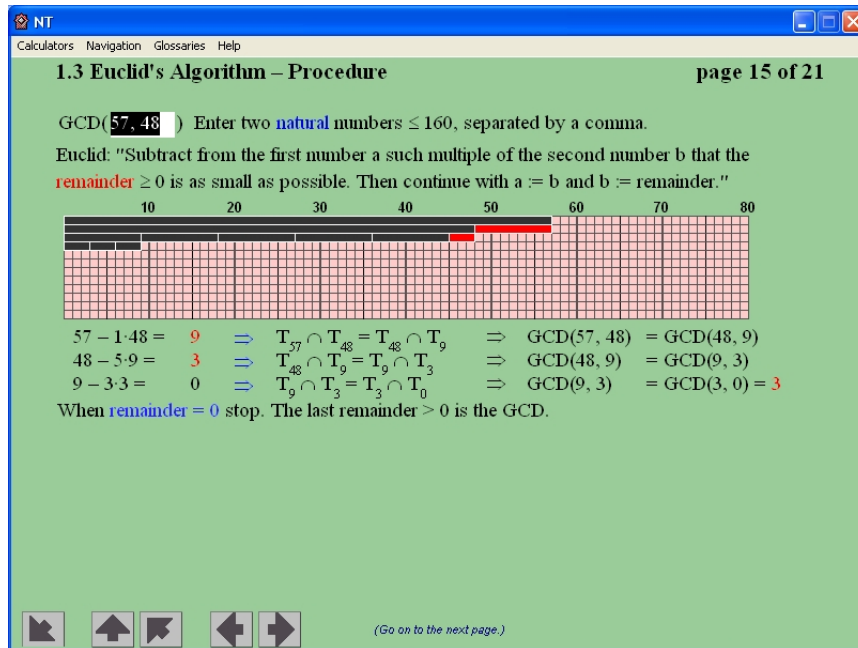 NT
Calculators Navigation Glossaries Help
1.3 Euclid's Algorithm – Procedure page 15 of 21
GCD( 57, 48 ) Enter two natural numbers ≤ 160, separated by a comma.
Euclid: "Subtract from the first number a such multiple of the second number b that the
remainder ≥ 0 is as small as possible. Then continue with a := b and b := remainder."
10 20 30 40 50 60 70 80
57 – 1·48 = 9 ⇒ T57 ∩ T48 = T48 ∩ T9 ⇒ GCD(57, 48) = GCD(48, 9)
48 – 5·9 = 3 ⇒ T48 ∩ T9 = T9 ∩ T3 ⇒ GCD(48, 9) = GCD(9, 3)
9 – 3·3 = 0 ⇒ T9 ∩ T3 = T3 ∩ T0 ⇒ GCD(9, 3) = GCD(3, 0) = 3
When remainder = 0 stop. The last remainder > 0 is the GCD.
(Go on to the next page.)